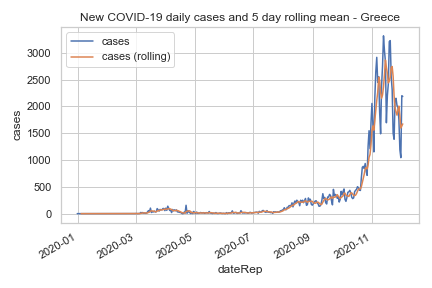 New COVID-19 daily cases and 5 day rolling mean - Greece
cases
cases (rolling)
3000
2500
2000
1500
1000
500
0
cases
2020-01
2020-03
2020-05
2020-07
2020-09
2020-11
dateRep